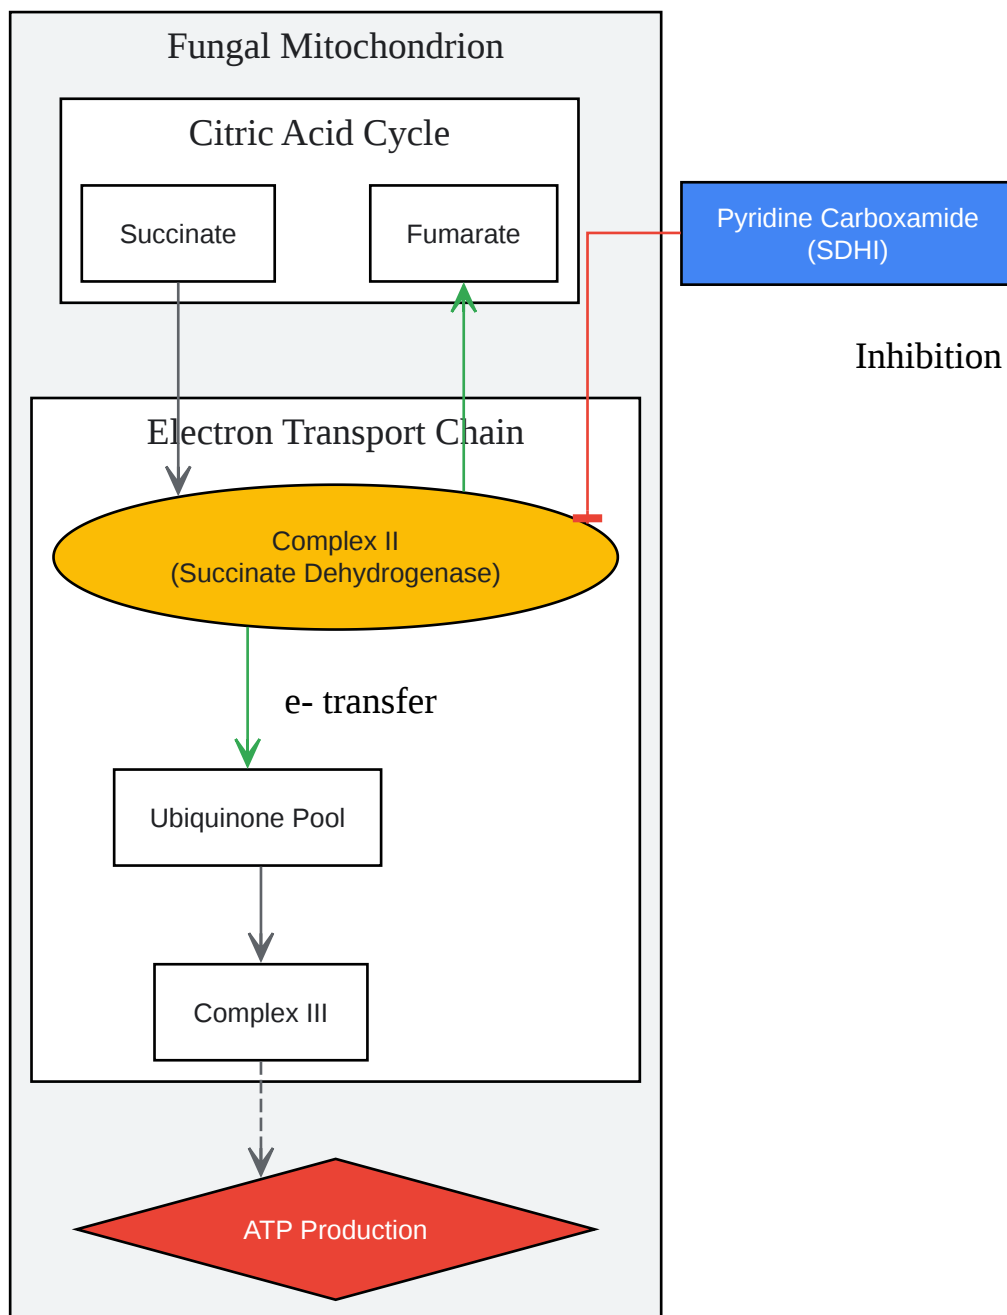 Fungal Mitochondrion
Citric Acid Cycle
Succinate
Fumarate
Pyridine Carboxamide
(SDHI)
Inhibition
Electron Transport Chain
Complex II
(Succinate Dehydrogenase)
e- transfer
Ubiquinone Pool
Complex III
ATP Production